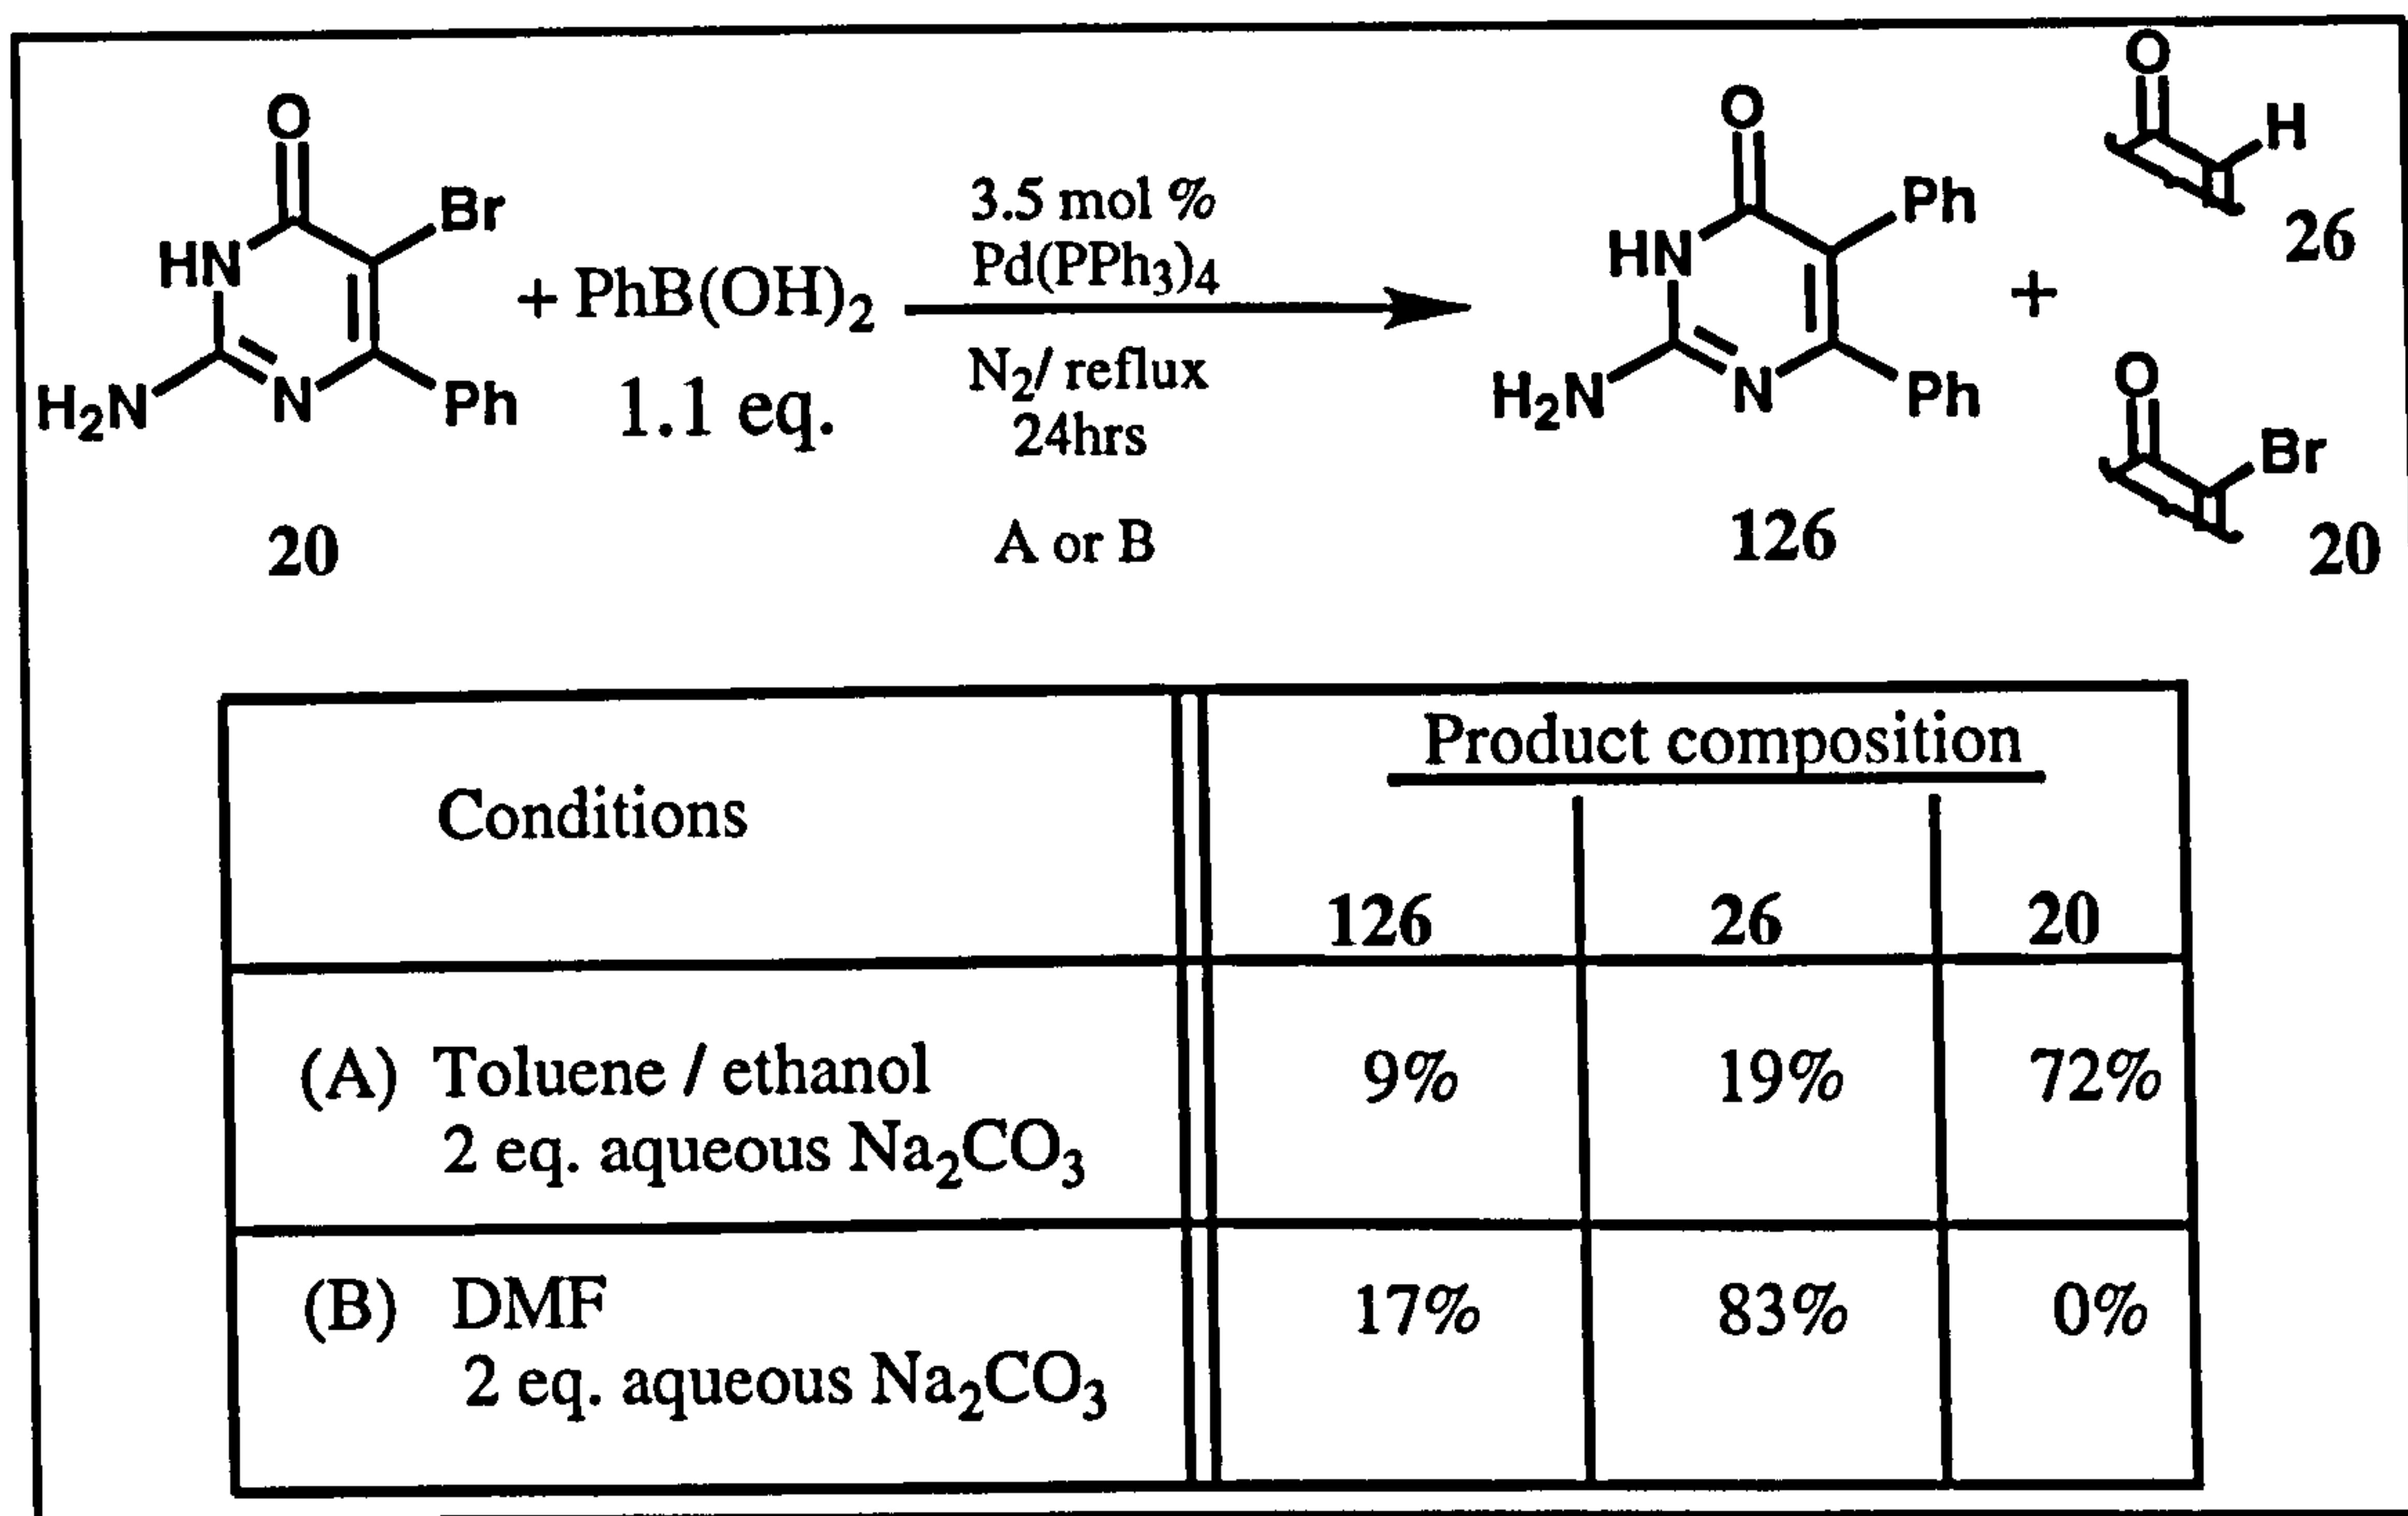 O
HN
Br
H₂N
N
Ph
20
+ PhB(OH)₂
1.1 eq.
3.5 mol %
Pd(PPh₃)₄
N₂/ reflux
24hrs
A or B
O
HN
Ph
H₂N
N
Ph
126
+
O
H
26
O
Br
20
Conditions
Product composition
126 26 20
(A) Toluene / ethanol 9% 19% 72%
2 eq. aqueous Na₂CO₃
(B) DMF 17% 83% 0%
2 eq. aqueous Na₂CO₃